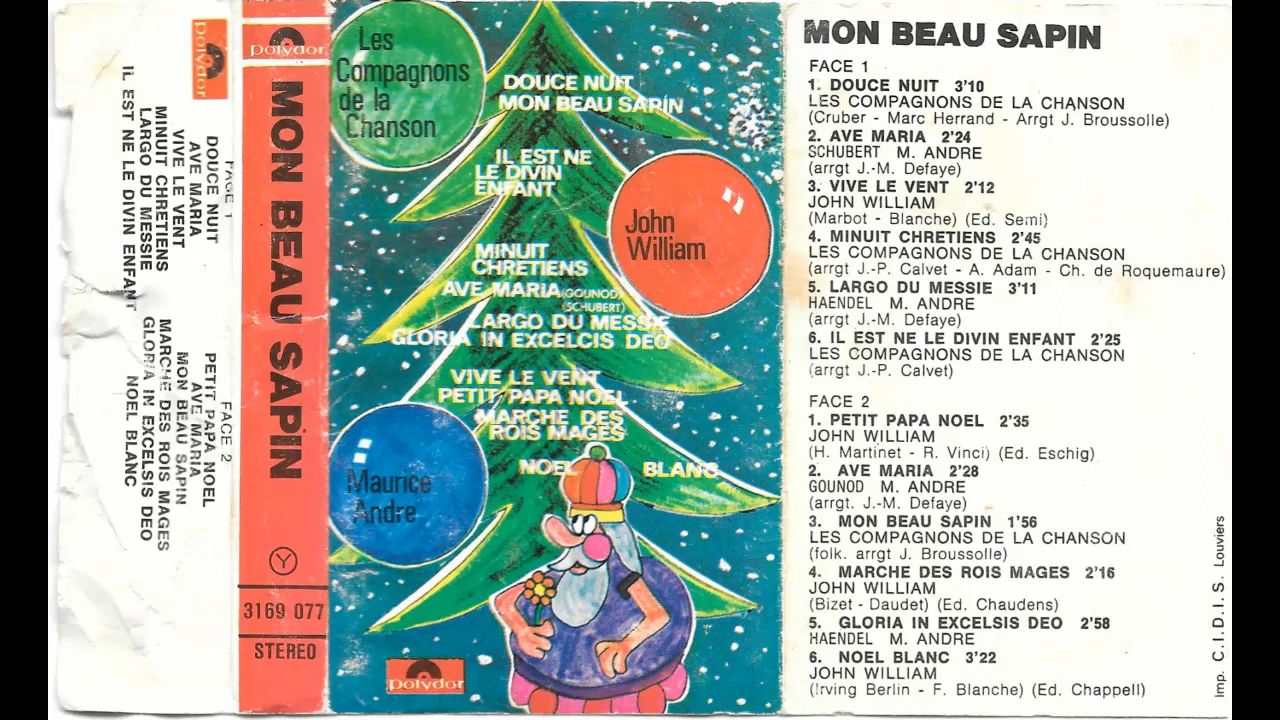 Polydor
FACE 1
DOUCE NUIT
AVE MARIA
VIVE LE VENT
MINUIT CHRETIENS
LARGO DU MESSIE
IL EST NE LE DIVIN ENFANT
FACE 2
PETIT PAPA NOEL
AVE MARIA
MON BEAU SAPIN
MARCHE DES ROIS MAGES
GLORIA IN EXCELSIS DEO
NOEL BLANC
Polydor
MON BEAU SAPIN
Y
3169 077
STEREO
Les
Compagnons
de la
Chanson
DOUCE NUIT
MON BEAU SAPIN
IL EST NE
LE DIVIN
ENFANT
John
William
MINUIT
CHRETIENS
AVE MARIA (GOUNOD)
(SCHUBERT)
LARGO DU MESSIE
GLORIA IN EXCELCIS DEO
VIVE LE VENT
PETIT PAPA NOEL
MARCHE DES
ROIS MAGES
NOEL BLANC
Maurice
Andre
Polydor
MON BEAU SAPIN
FACE 1
1. DOUCE NUIT 3'10
LES COMPAGNONS DE LA CHANSON
(Cruber - Marc Herrand - Arrgt J. Broussolle)
2. AVE MARIA 2'24
SCHUBERT M. ANDRE
(arrgt J.-M. Defaye)
3. VIVE LE VENT 2'12
JOHN WILLIAM
(Marbot - Blanche) (Ed. Semi)
4. MINUIT CHRETIENS 2'45
LES COMPAGNONS DE LA CHANSON
(arrgt J.-P. Calvet - A. Adam - Ch. de Roquemaure)
5. LARGO DU MESSIE 3'11
HAENDEL M. ANDRE
(arrgt J.-M. Defaye)
6. IL EST NE LE DIVIN ENFANT 2'25
LES COMPAGNONS DE LA CHANSON
(arrgt J.-P. Calvet)
FACE 2
1. PETIT PAPA NOEL 2'35
JOHN WILLIAM
(H. Martinet - R. Vinci) (Ed. Eschig)
2. AVE MARIA 2'28
GOUNOD M. ANDRE
(arrgt. J.-M. Defaye)
3. MON BEAU SAPIN 1'56
LES COMPAGNONS DE LA CHANSON
(folk. arrgt J. Broussolle)
4. MARCHE DES ROIS MAGES 2'16
JOHN WILLIAM
(Bizet - Daudet) (Ed. Chaudens)
5. GLORIA IN EXCELSIS DEO 2'58
HAENDEL M. ANDRE
6. NOEL BLANC 3'22
JOHN WILLIAM
(Irving Berlin - F. Blanche) (Ed. Chappell)
Imp. C.I.D.I.S. Louviers